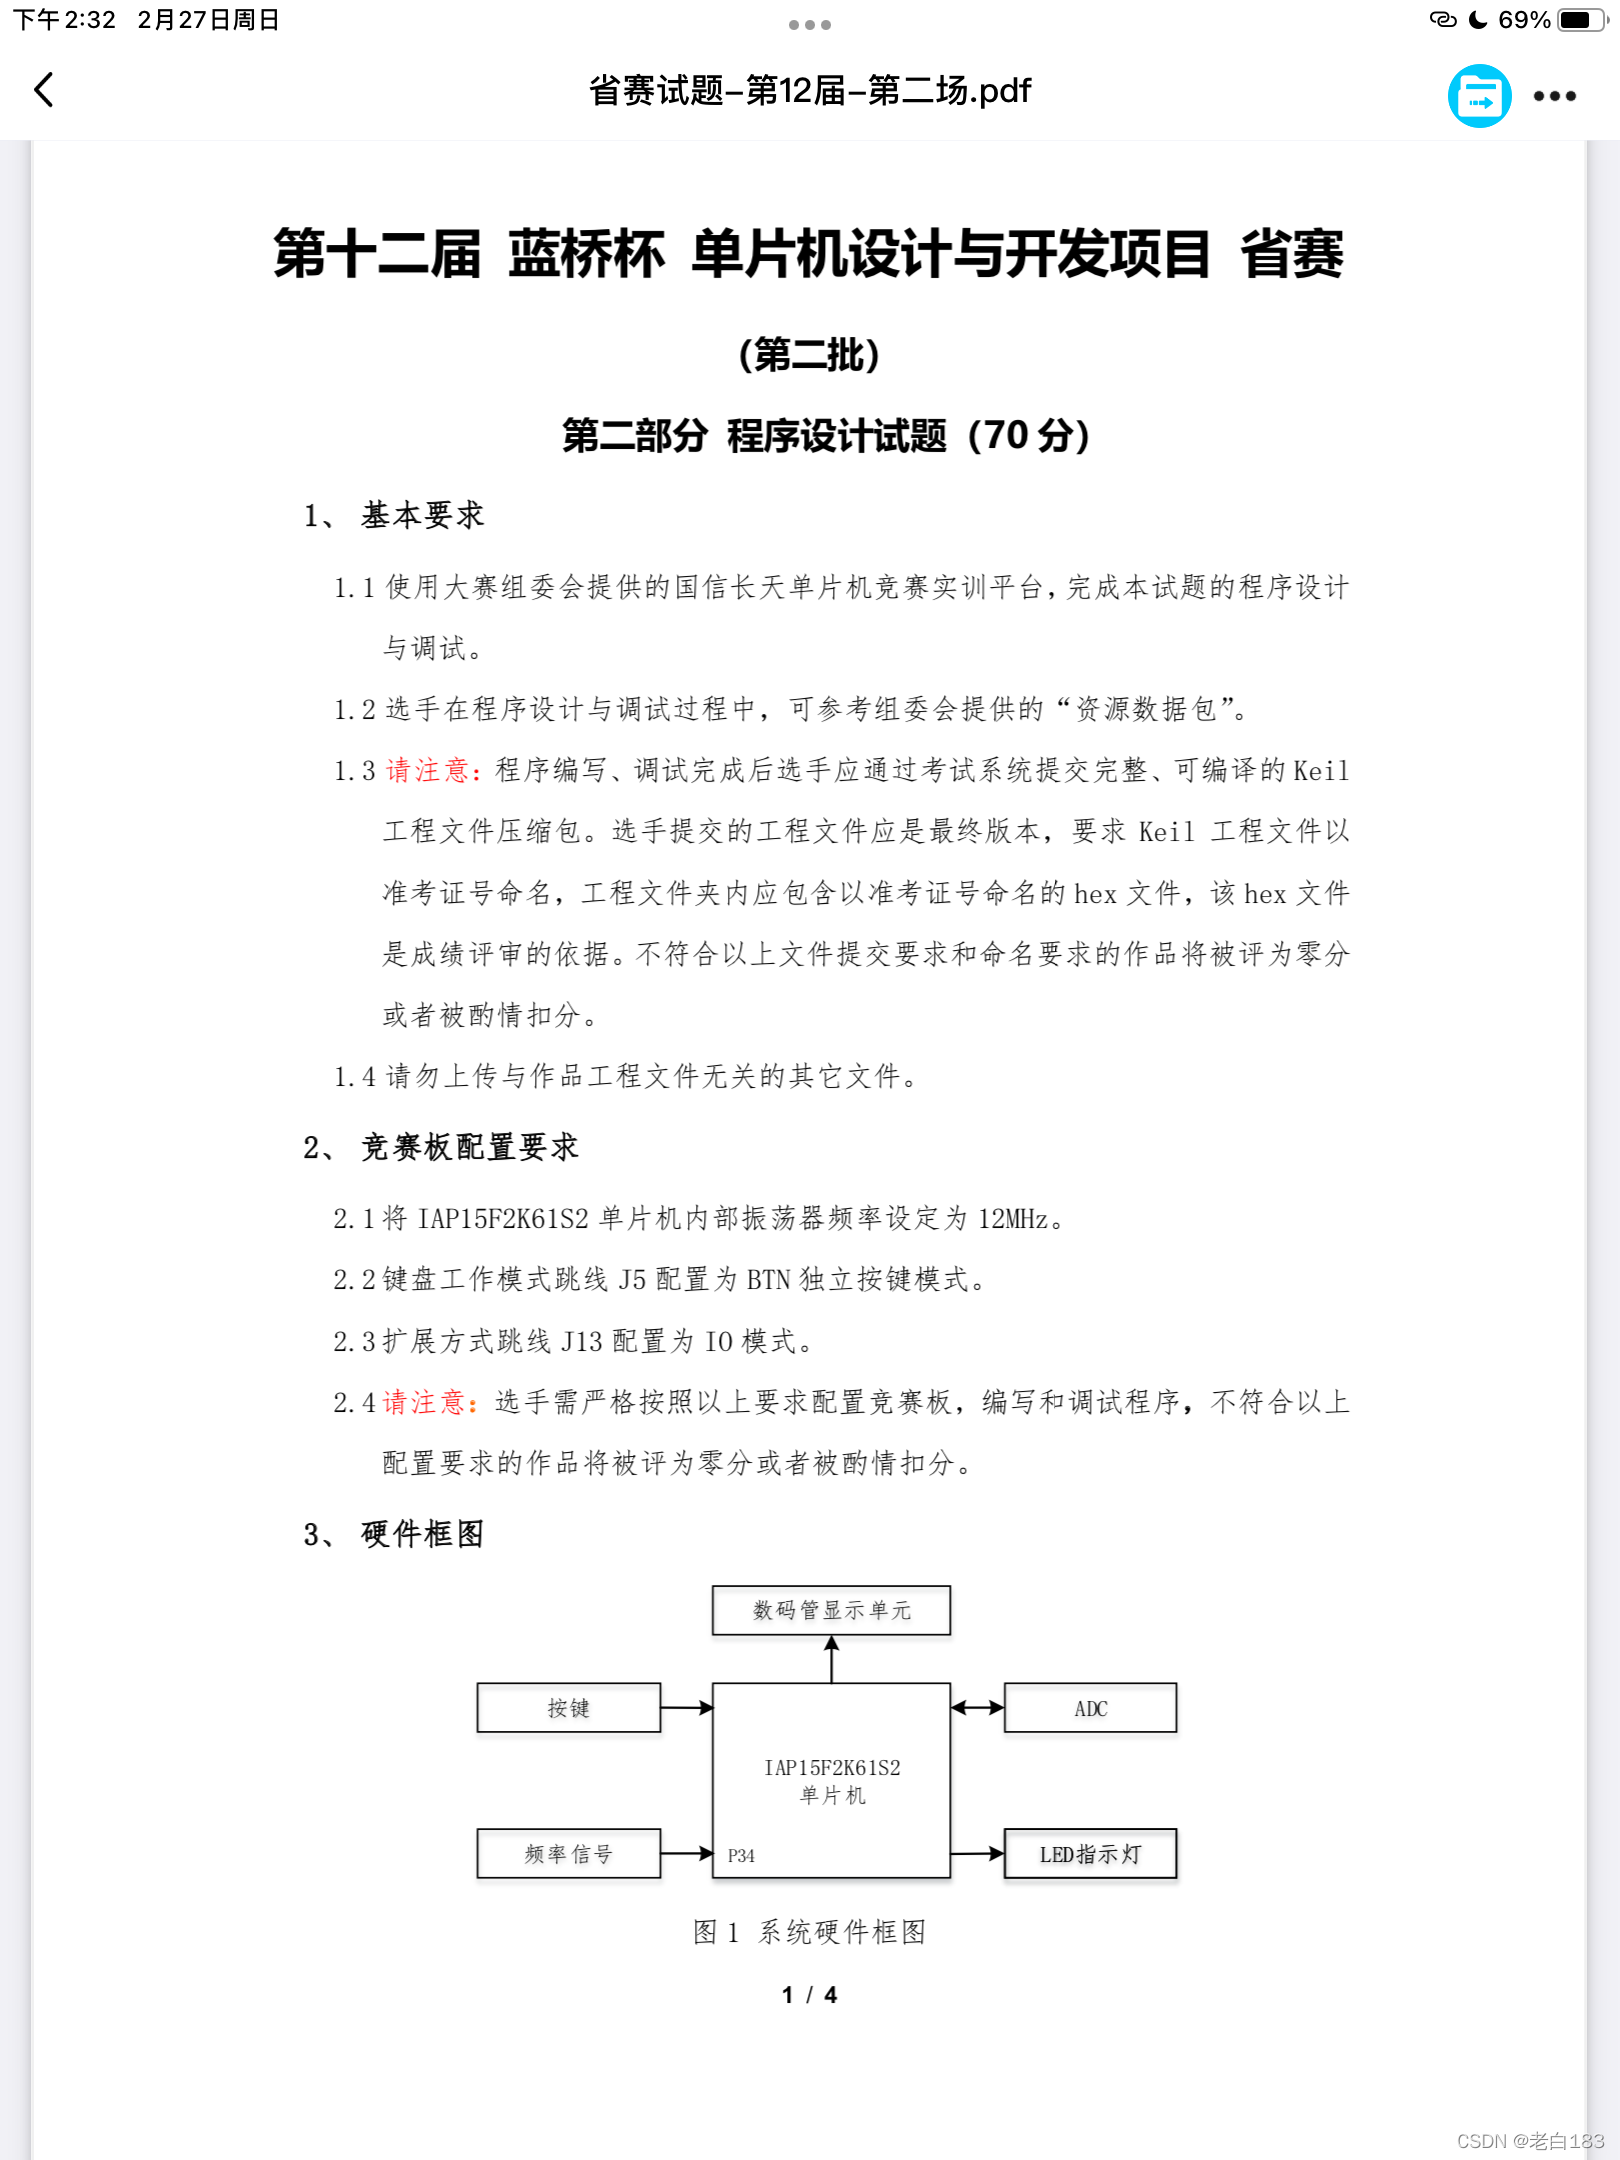 下午2:32 2月27日周日
69%
省赛试题-第12届-第二场.pdf
第十二届 蓝桥杯 单片机设计与开发项目 省赛
（第二批）
第二部分 程序设计试题（70 分）
1、 基本要求
1.1 使用大赛组委会提供的国信长天单片机竞赛实训平台，完成本试题的程序设计
与调试。
1.2 选手在程序设计与调试过程中，可参考组委会提供的“资源数据包”。
1.3 请注意：程序编写、调试完成后选手应通过考试系统提交完整、可编译的 Keil
工程文件压缩包。选手提交的工程文件应是最终版本，要求 Keil 工程文件以
准考证号命名，工程文件夹内应包含以准考证号命名的 hex 文件，该 hex 文件
是成绩评审的依据。不符合以上文件提交要求和命名要求的作品将被评为零分
或者被酌情扣分。
1.4 请勿上传与作品工程文件无关的其它文件。
2、 竞赛板配置要求
2.1 将 IAP15F2K61S2 单片机内部振荡器频率设定为 12MHz。
2.2 键盘工作模式跳线 J5 配置为 BTN 独立按键模式。
2.3 扩展方式跳线 J13 配置为 IO 模式。
2.4 请注意：选手需严格按照以上要求配置竞赛板，编写和调试程序，不符合以上
配置要求的作品将被评为零分或者被酌情扣分。
3、 硬件框图
数码管显示单元
按键
ADC
IAP15F2K61S2
单片机
频率信号
P34
LED指示灯
图 1 系统硬件框图
1 / 4
CSDN @老白183